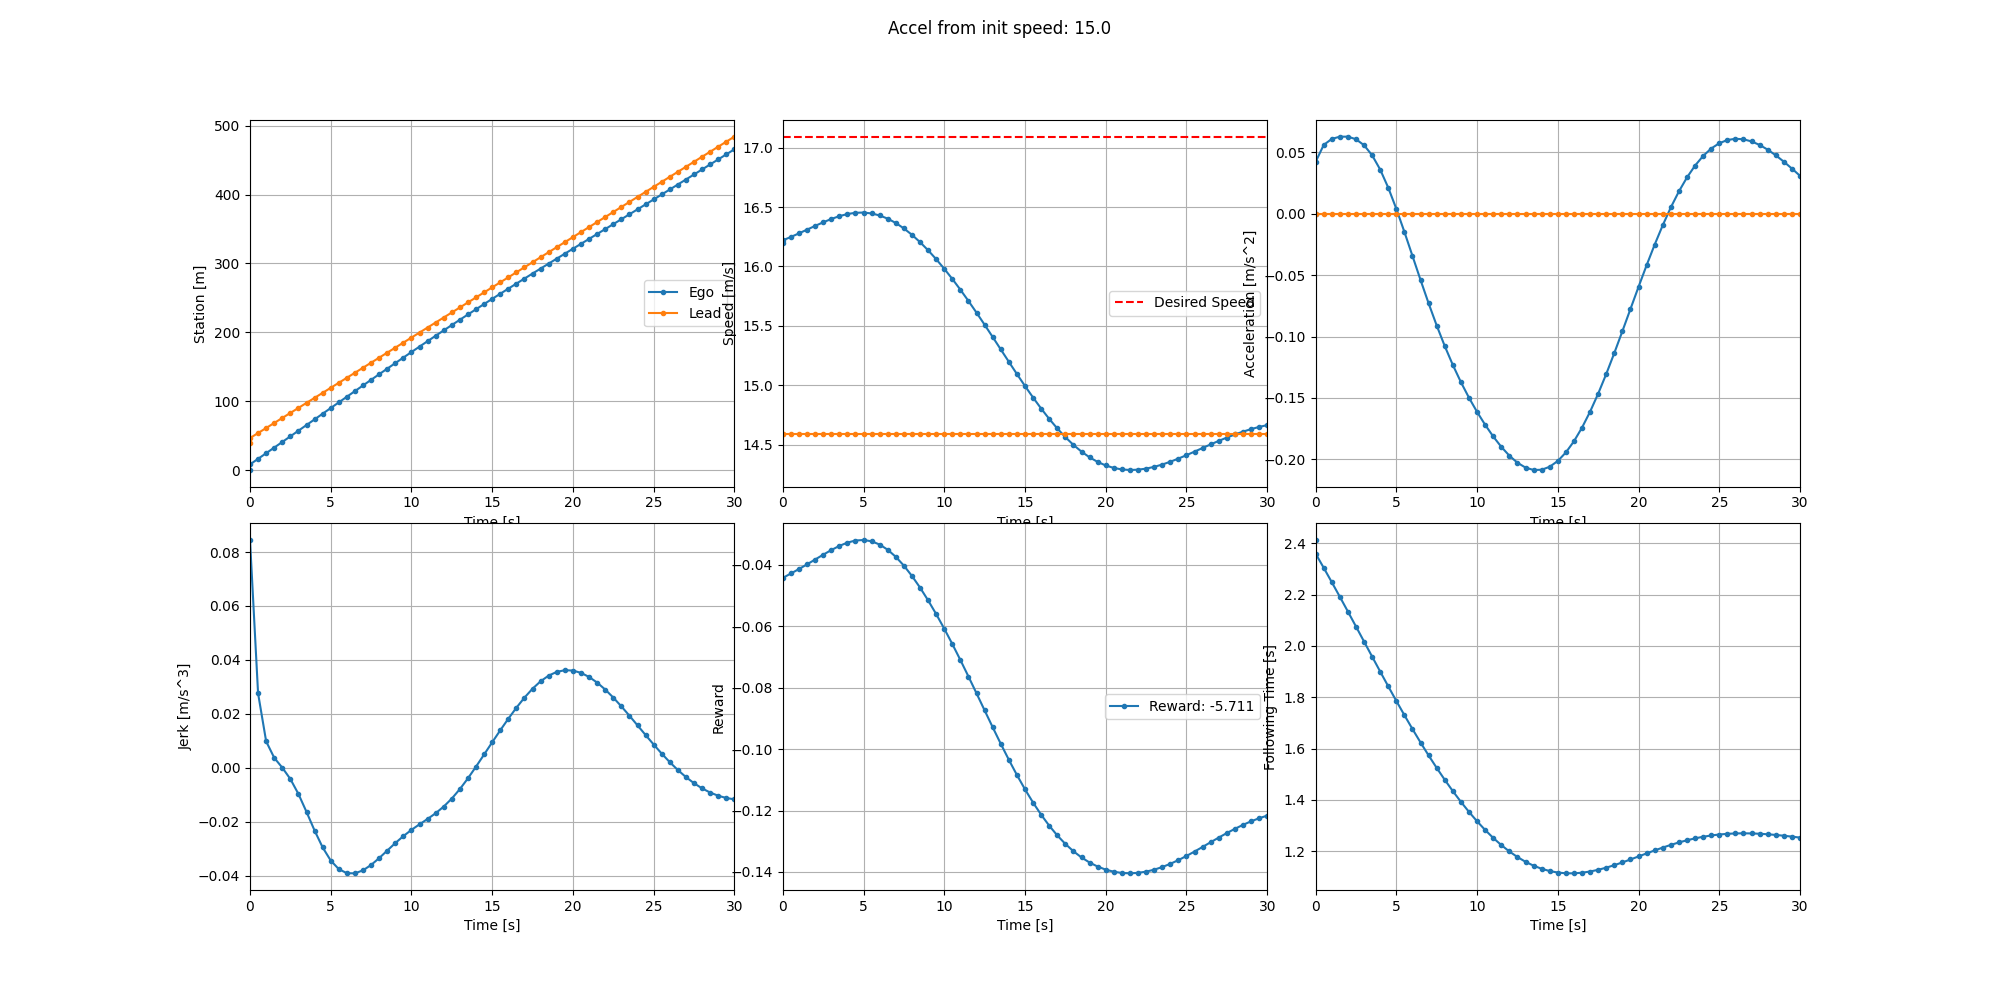 Accel from init speed: 15.0
Station [m]
500
400
300
200
100
0
Ego
Lead
0 5 10 15 20 25 30
Time [s]
Speed [m/s]
17.0
16.5
16.0
15.5
15.0
14.5
Desired Speed
0 5 10 15 20 25 30
Time [s]
Acceleration [m/s^2]
0.05
0.00
−0.05
−0.10
−0.15
−0.20
0 5 10 15 20 25 30
Time [s]
Jerk [m/s^3]
0.08
0.06
0.04
0.02
0.00
−0.02
−0.04
0 5 10 15 20 25 30
Time [s]
Reward
−0.04
−0.06
−0.08
−0.10
−0.12
−0.14
Reward: -5.711
0 5 10 15 20 25 30
Time [s]
Following Time [s]
2.4
2.2
2.0
1.8
1.6
1.4
1.2
0 5 10 15 20 25 30
Time [s]